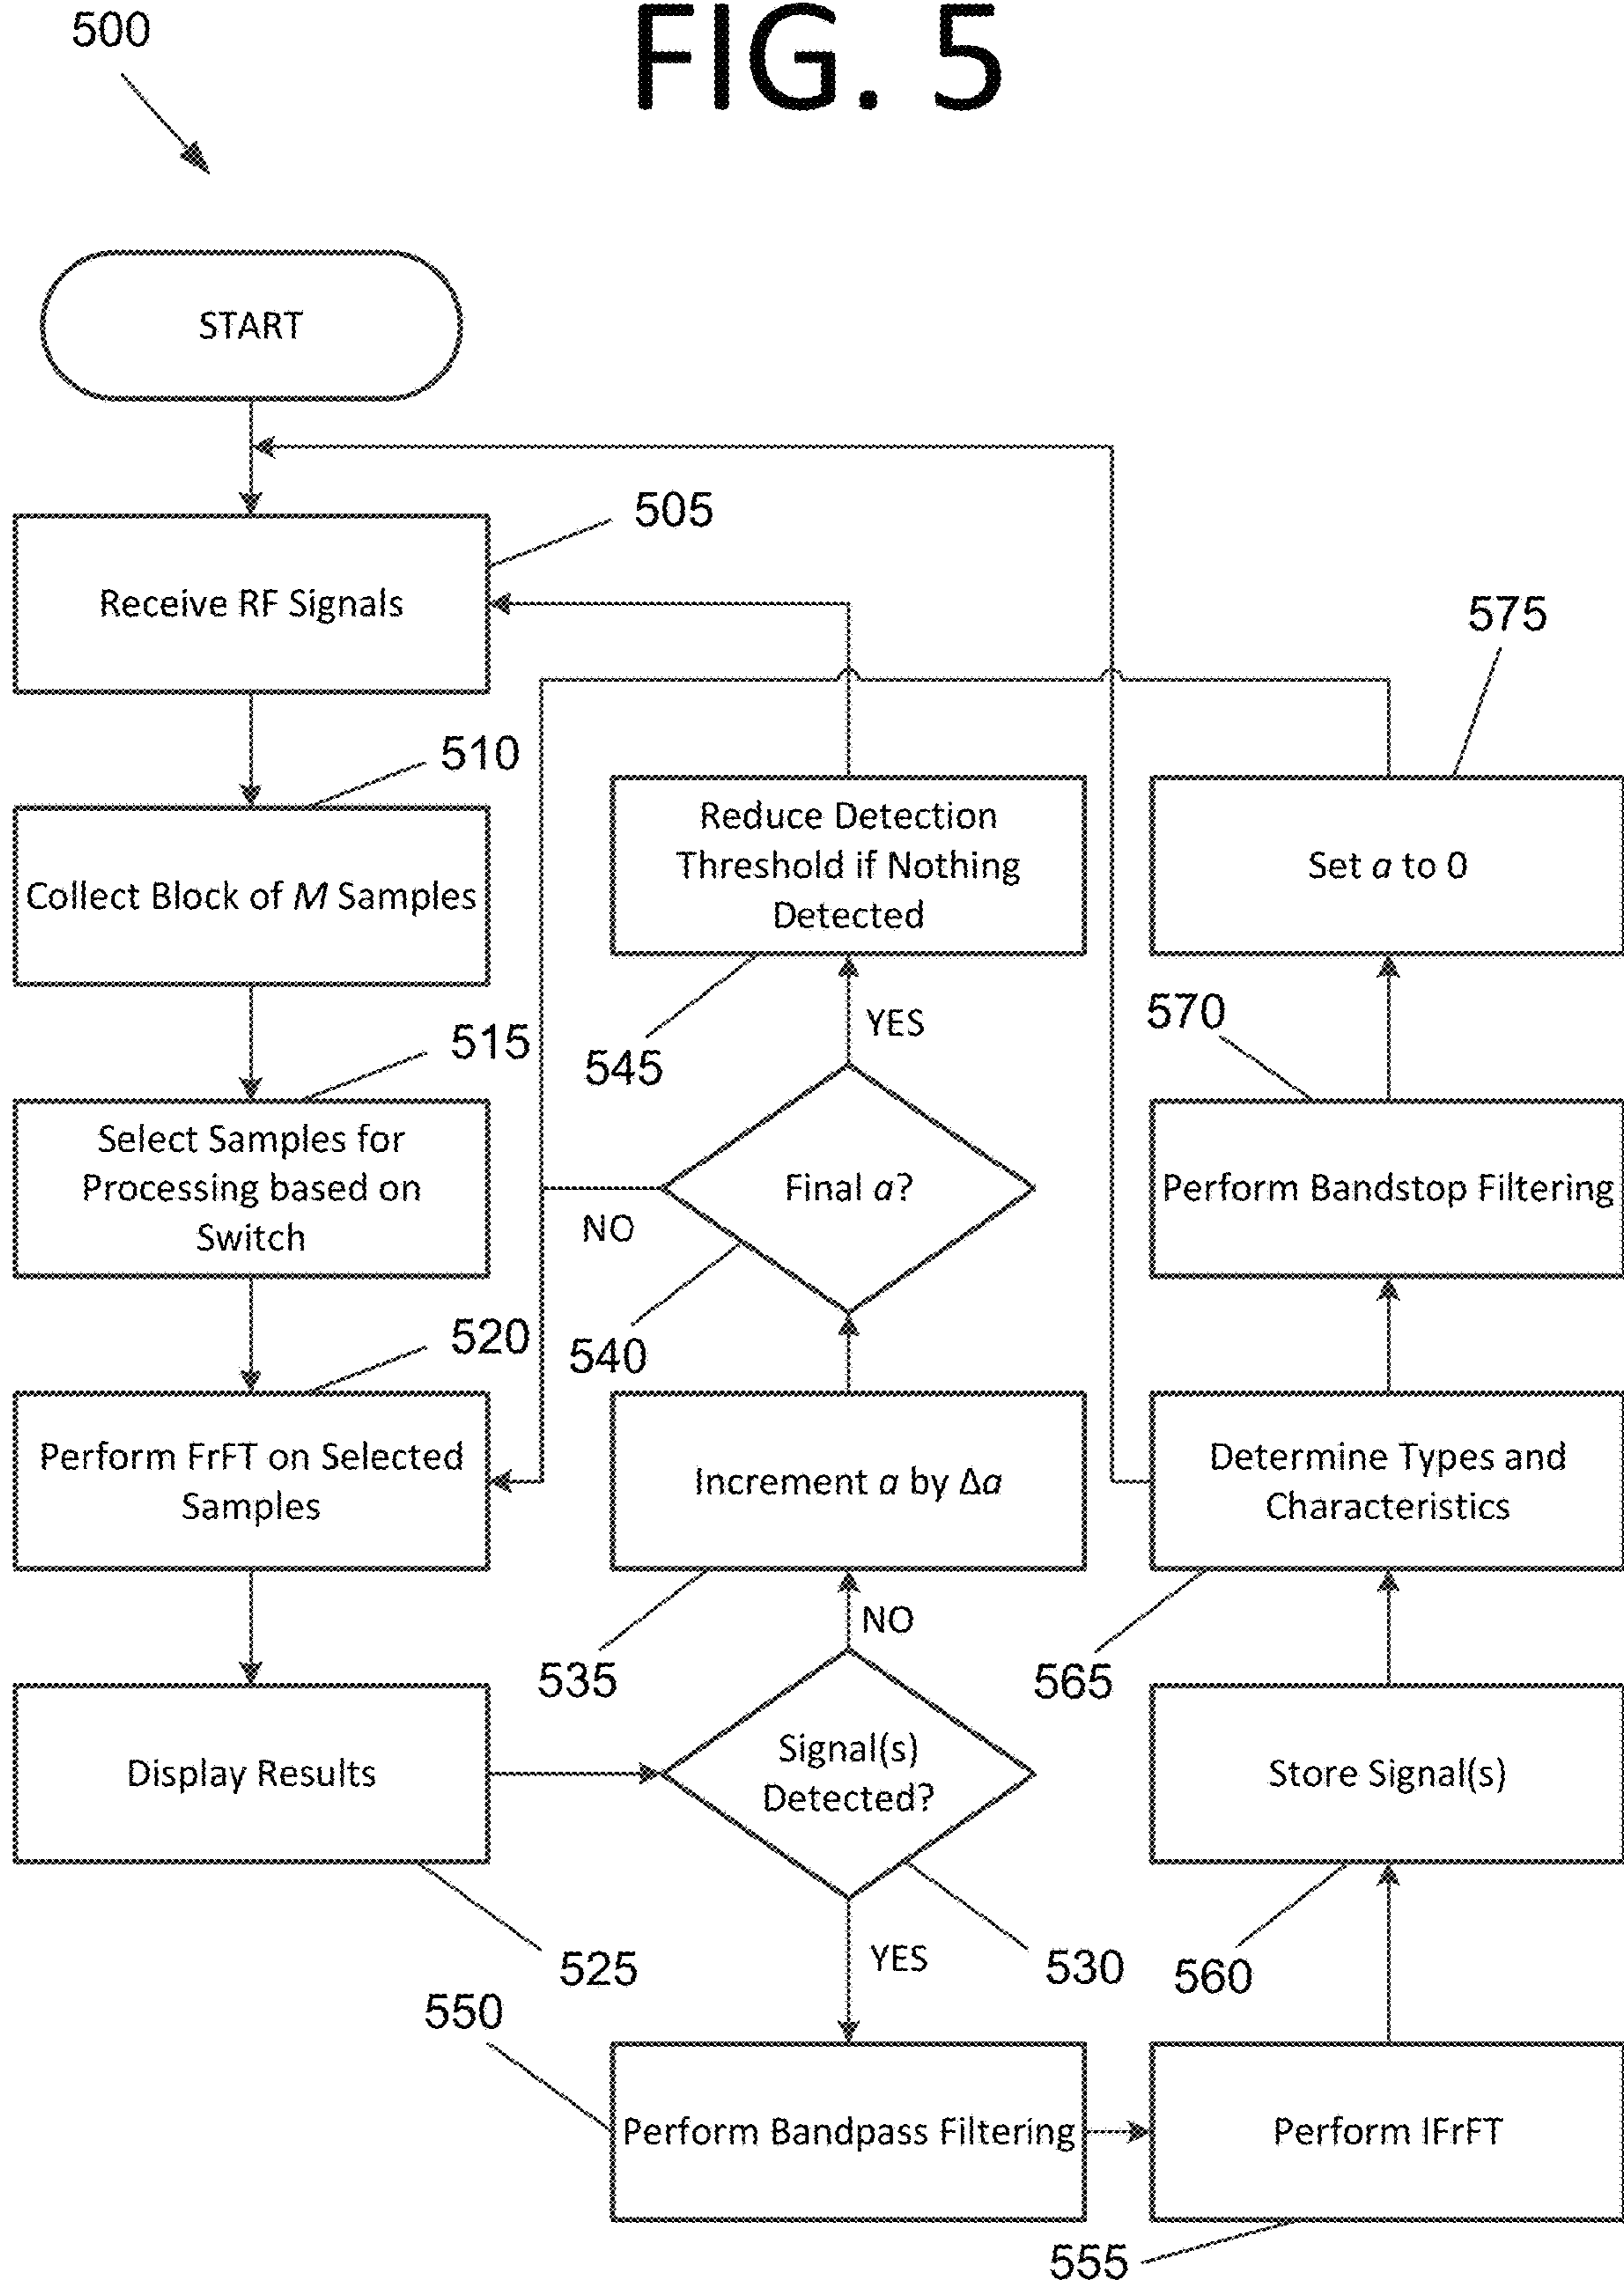 500
FIG. 5
START
505
Receive RF Signals
575
510
Collect Block of M Samples
Reduce Detection
Threshold if Nothing
Detected
Set a to 0
570
515
YES
545
Select Samples for
Processing based on
Switch
Final a?
NO
Perform Bandstop Filtering
520
540
Perform FrFT on Selected
Samples
Increment a by Δa
Determine Types and
Characteristics
NO
535
565
Display Results
Signal(s)
Detected?
Store Signal(s)
525
YES
530
560
550
Perform Bandpass Filtering
Perform IFrFT
555